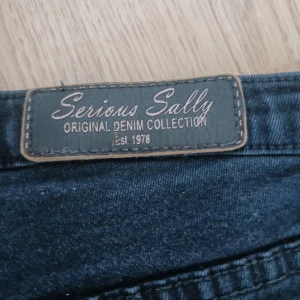 Serious Sally
ORIGINAL DENIM COLLECTION
Est 1978